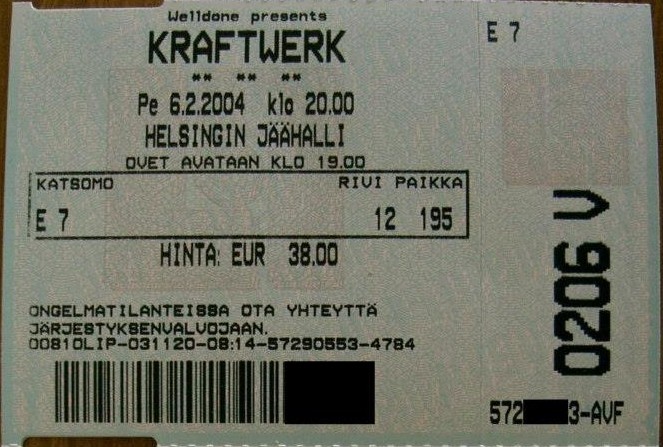 Welldone presents
KRAFTWERK
** ** **
Pe 6.2.2004 klo 20.00
HELSINGIN JÄÄHALLI
OVET AVATAAN KLO 19.00
KATSOMO RIVI PAIKKA
E 7 12 195
HINTA: EUR 38.00
ONGELMATILANTEISSA OTA YHTEYTTÄ
JÄRJESTYKSENVALVOJAAN.
00810LIP-031120-08:14-57290553-4784
E 7
0206 V
572 3-AVF